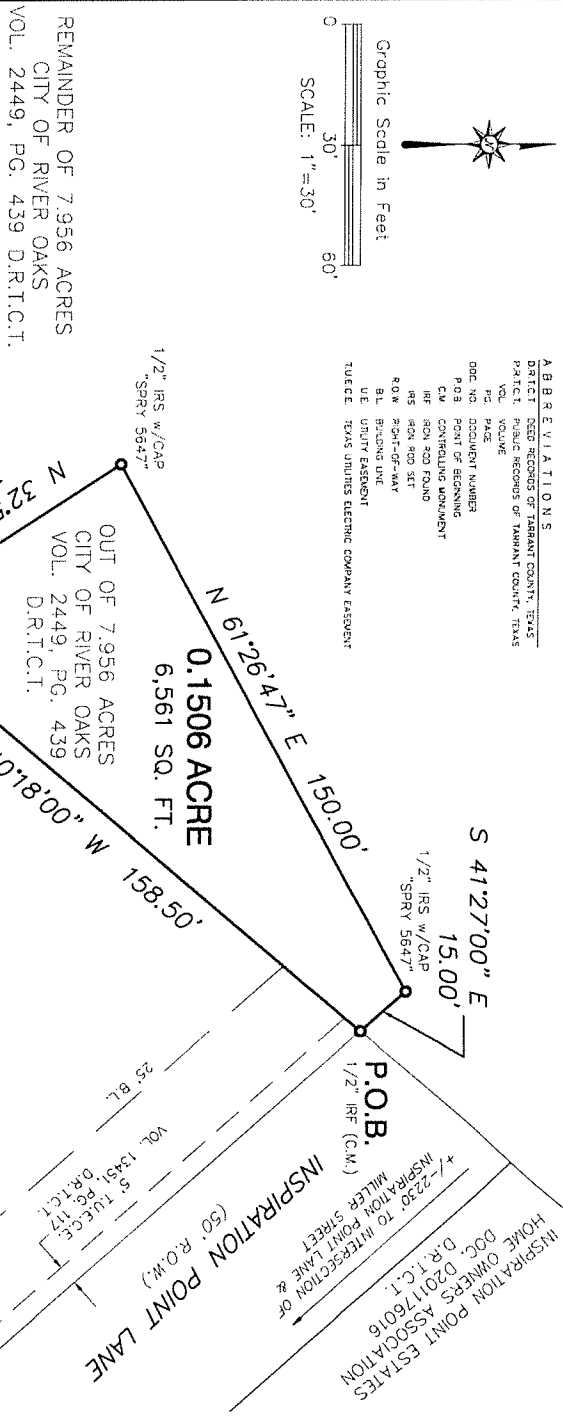 Graphic Scale in Feet
0 30' 60'
SCALE: 1"=30'
ABBREVIATIONS
D.R.T.C.T. DEED RECORDS OF TARRANT COUNTY, TEXAS
P.R.T.C.T. PUBLIC RECORDS OF TARRANT COUNTY, TEXAS
VOL. VOLUME
PG. PAGE
DOC. NO. DOCUMENT NUMBER
P.O.B. POINT OF BEGINNING
C.M. CONTROLLING MONUMENT
IRF IRON ROD FOUND
IRS IRON ROD SET
R.O.W. RIGHT-OF-WAY
B.L. BUILDING LINE
U.E. UTILITY EASEMENT
T.U.E.C.E. TEXAS UTILITIES ELECTRIC COMPANY EASEMENT
REMAINDER OF 7.956 ACRES
CITY OF RIVER OAKS
VOL. 2449, PG. 439 D.R.T.C.T.
1/2" IRS w/CAP
"SPRY 5647"
N 61°26'47" E 150.00'
S 41°27'00" E
15.00'
1/2" IRS w/CAP
"SPRY 5647"
0.1506 ACRE
6,561 SQ. FT.
OUT OF 7.956 ACRES
CITY OF RIVER OAKS
VOL. 2449, PG. 439
D.R.T.C.T.
18'00" W 158.50'
P.O.B.
1/2" IRF (C.M.)
INSPIRATION POINT LANE
(50' R.O.W.)
25' B.L.
5' T.U.E.C.E.
VOL. 13451, PG. 117
D.R.T.C.T.
+/-2230' TO INTERSECTION OF
INSPIRATION POINT LANE &
MILLER STREET
INSPIRATION POINT ESTATES
HOME OWNERS ASSOCIATION
DOC. D201176016
D.R.T.C.T.